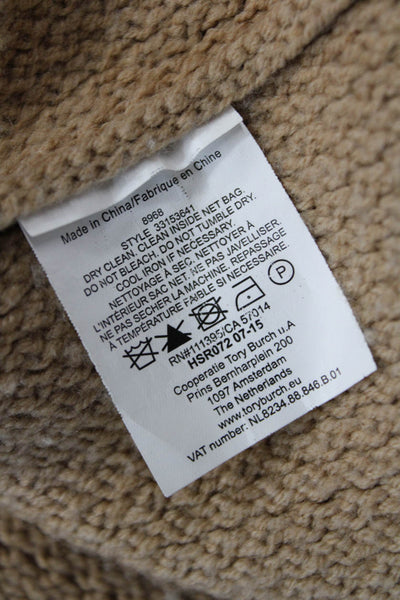 Made in China/Fabriqué en Chine
8966
STYLE 33153641
DRY CLEAN. CLEAN INSIDE NET BAG.
DO NOT BLEACH. DO NOT TUMBLE DRY.
COOL IRON IF NECESSARY.
NETTOYAGE À SEC. NETTOYER À
L'INTÉRIEUR SAC NET. NE PAS JAVELLISER.
NE PAS SÉCHER LA MACHINE. REPASSAGE
À TEMPÉRATURE FAIBLE SI NÉCESSAIRE.
P
RN#111395/CA 57014
HSR072 07-15
Cooperatie Tory Burch u.A
Prins Bernharplein 200
1097 Amsterdam
The Netherlands
www.toryburch.eu
VAT number: NL8234.88.846.B.01